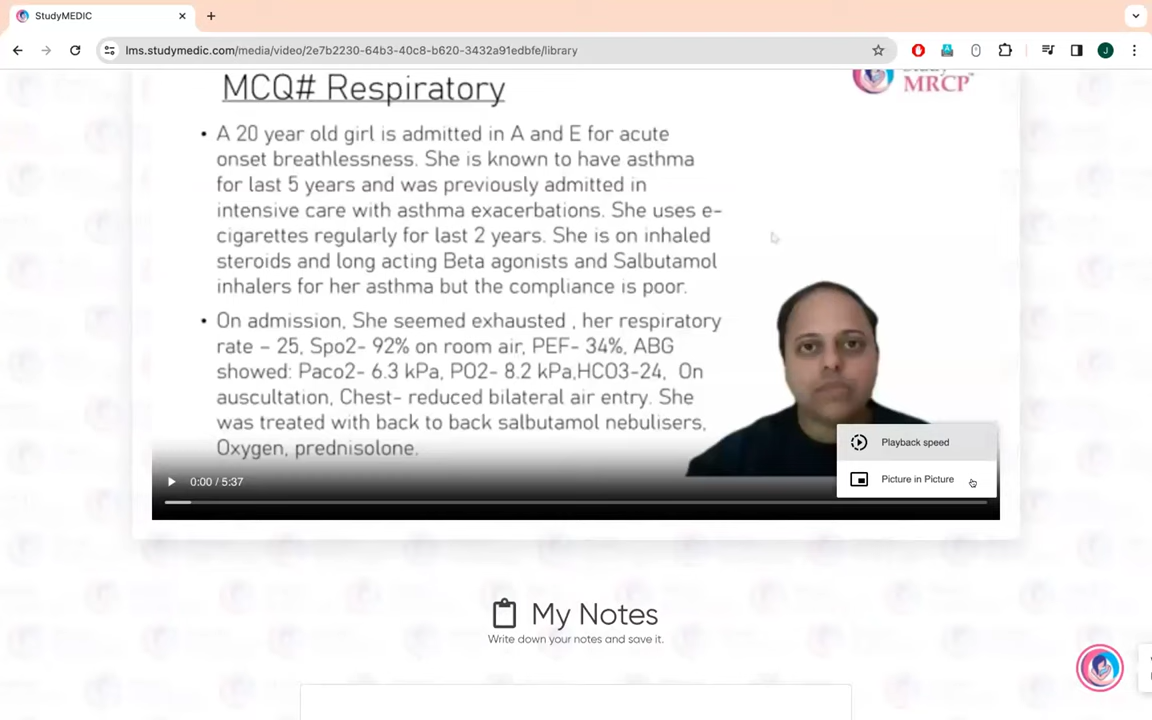 StudyMEDIC
lms.studymedic.com/media/video/2e7b2230-64b3-40c8-b620-3432a91edbfe/library
J
MCQ# Respiratory
MRCP™
• A 20 year old girl is admitted in A and E for acute
onset breathlessness. She is known to have asthma
for last 5 years and was previously admitted in
intensive care with asthma exacerbations. She uses e-
cigarettes regularly for last 2 years. She is on inhaled
steroids and long acting Beta agonists and Salbutamol
inhalers for her asthma but the compliance is poor.
• On admission, She seemed exhausted , her respiratory
rate – 25, Spo2- 92% on room air, PEF- 34%, ABG
showed: Paco2- 6.3 kPa, PO2- 8.2 kPa,HCO3-24, On
auscultation, Chest- reduced bilateral air entry. She
was treated with back to back salbutamol nebulisers,
Oxygen, prednisolone.
Playback speed
Picture in Picture
0:00 / 5:37
My Notes
Write down your notes and save it.